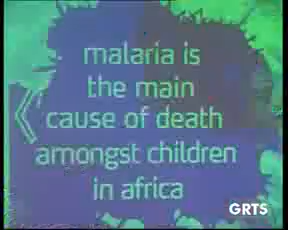 malaria is
the main
cause of death
amongst children
in africa
GRTS